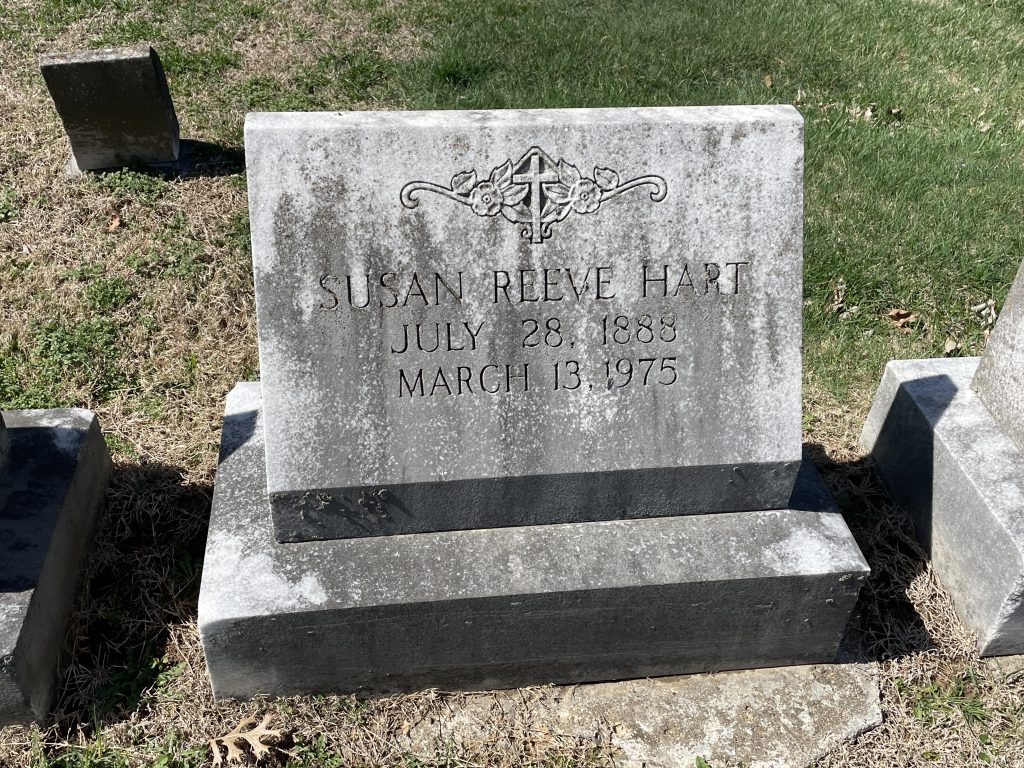 SUSAN REEVE HART
JULY 28, 1888
MARCH 13, 1975